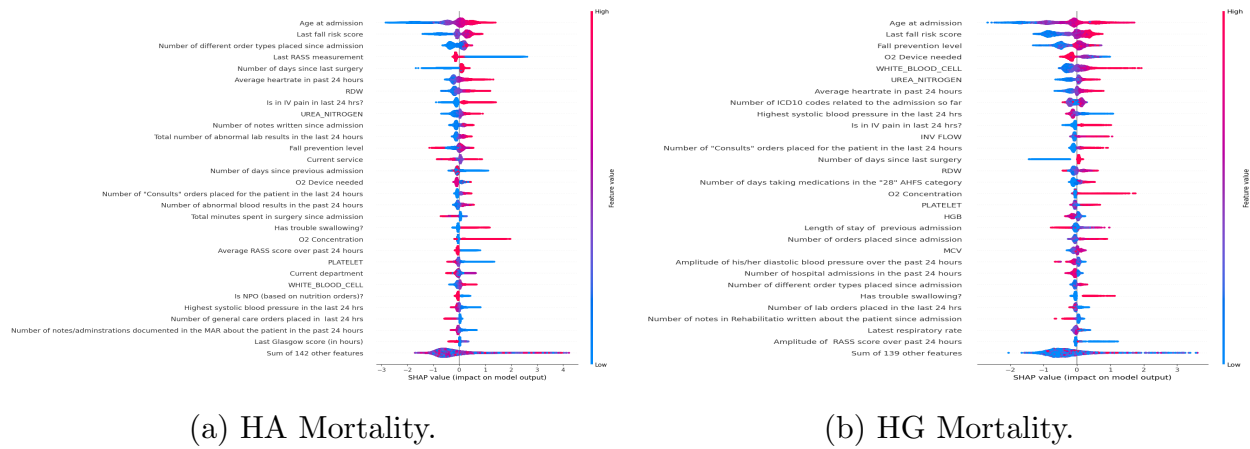 Age at admission
Last fall risk score
Number of different order types placed since admission
Last RASS measurement
Number of days since last surgery
Average heartrate in past 24 hours
RDW
Is in IV pain in last 24 hrs?
UREA_NITROGEN
Number of notes written since admission
Total number of abnormal lab results in the last 24 hours
Fall prevention level
Current service
Number of days since previous admission
O2 Device needed
Number of "Consults" orders placed for the patient in the last 24 hours
Number of abnormal blood results in the past 24 hours
Total minutes spent in surgery since admission
Has trouble swallowing?
O2 Concentration
Average RASS score over past 24 hours
PLATELET
Current department
WHITE_BLOOD_CELL
Is NPO (based on nutrition orders)?
Highest systolic blood pressure in the last 24 hrs
Number of general care orders placed in  last 24 hrs
Number of notes/adminstrations documented in the MAR about the patient in the past 24 hours
Last Glasgow score (in hours)
Sum of 142 other features
−3 −2 −1 0 1 2 3 4
SHAP value (impact on model output)
High
Feature value
Low
(a) HA Mortality.
Age at admission
Last fall risk score
Fall prevention level
O2 Device needed
WHITE_BLOOD_CELL
UREA_NITROGEN
Average heartrate in past 24 hours
Number of ICD10 codes related to the admission so far
Highest systolic blood pressure in the last 24 hrs
Is in IV pain in last 24 hrs?
INV FLOW
Number of "Consults" orders placed for the patient in the last 24 hours
Number of days since last surgery
RDW
Number of days taking medications in the "28" AHFS category
O2 Concentration
PLATELET
HGB
Length of stay of  previous admission
Number of orders placed since admission
MCV
Amplitude of his/her diastolic blood pressure over the past 24 hours
Number of hospital admissions in the past 24 hours
Number of different order types placed since admission
Has trouble swallowing?
Number of lab orders placed in the last 24 hours
Number of notes in Rehabilitatio written about the patient since admission
Latest respiratory rate
Amplitude of  RASS score over past 24 hours
Sum of 139 other features
−2 −1 0 1 2 3
SHAP value (impact on model output)
High
Feature value
Low
(b) HG Mortality.